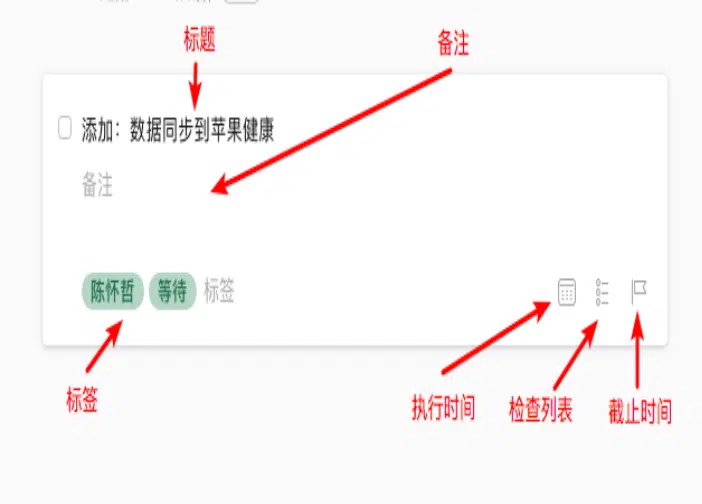 标题
备注
添加：数据同步到苹果健康
备注
陈怀哲 等待 标签
标签
执行时间
检查列表
截止时间